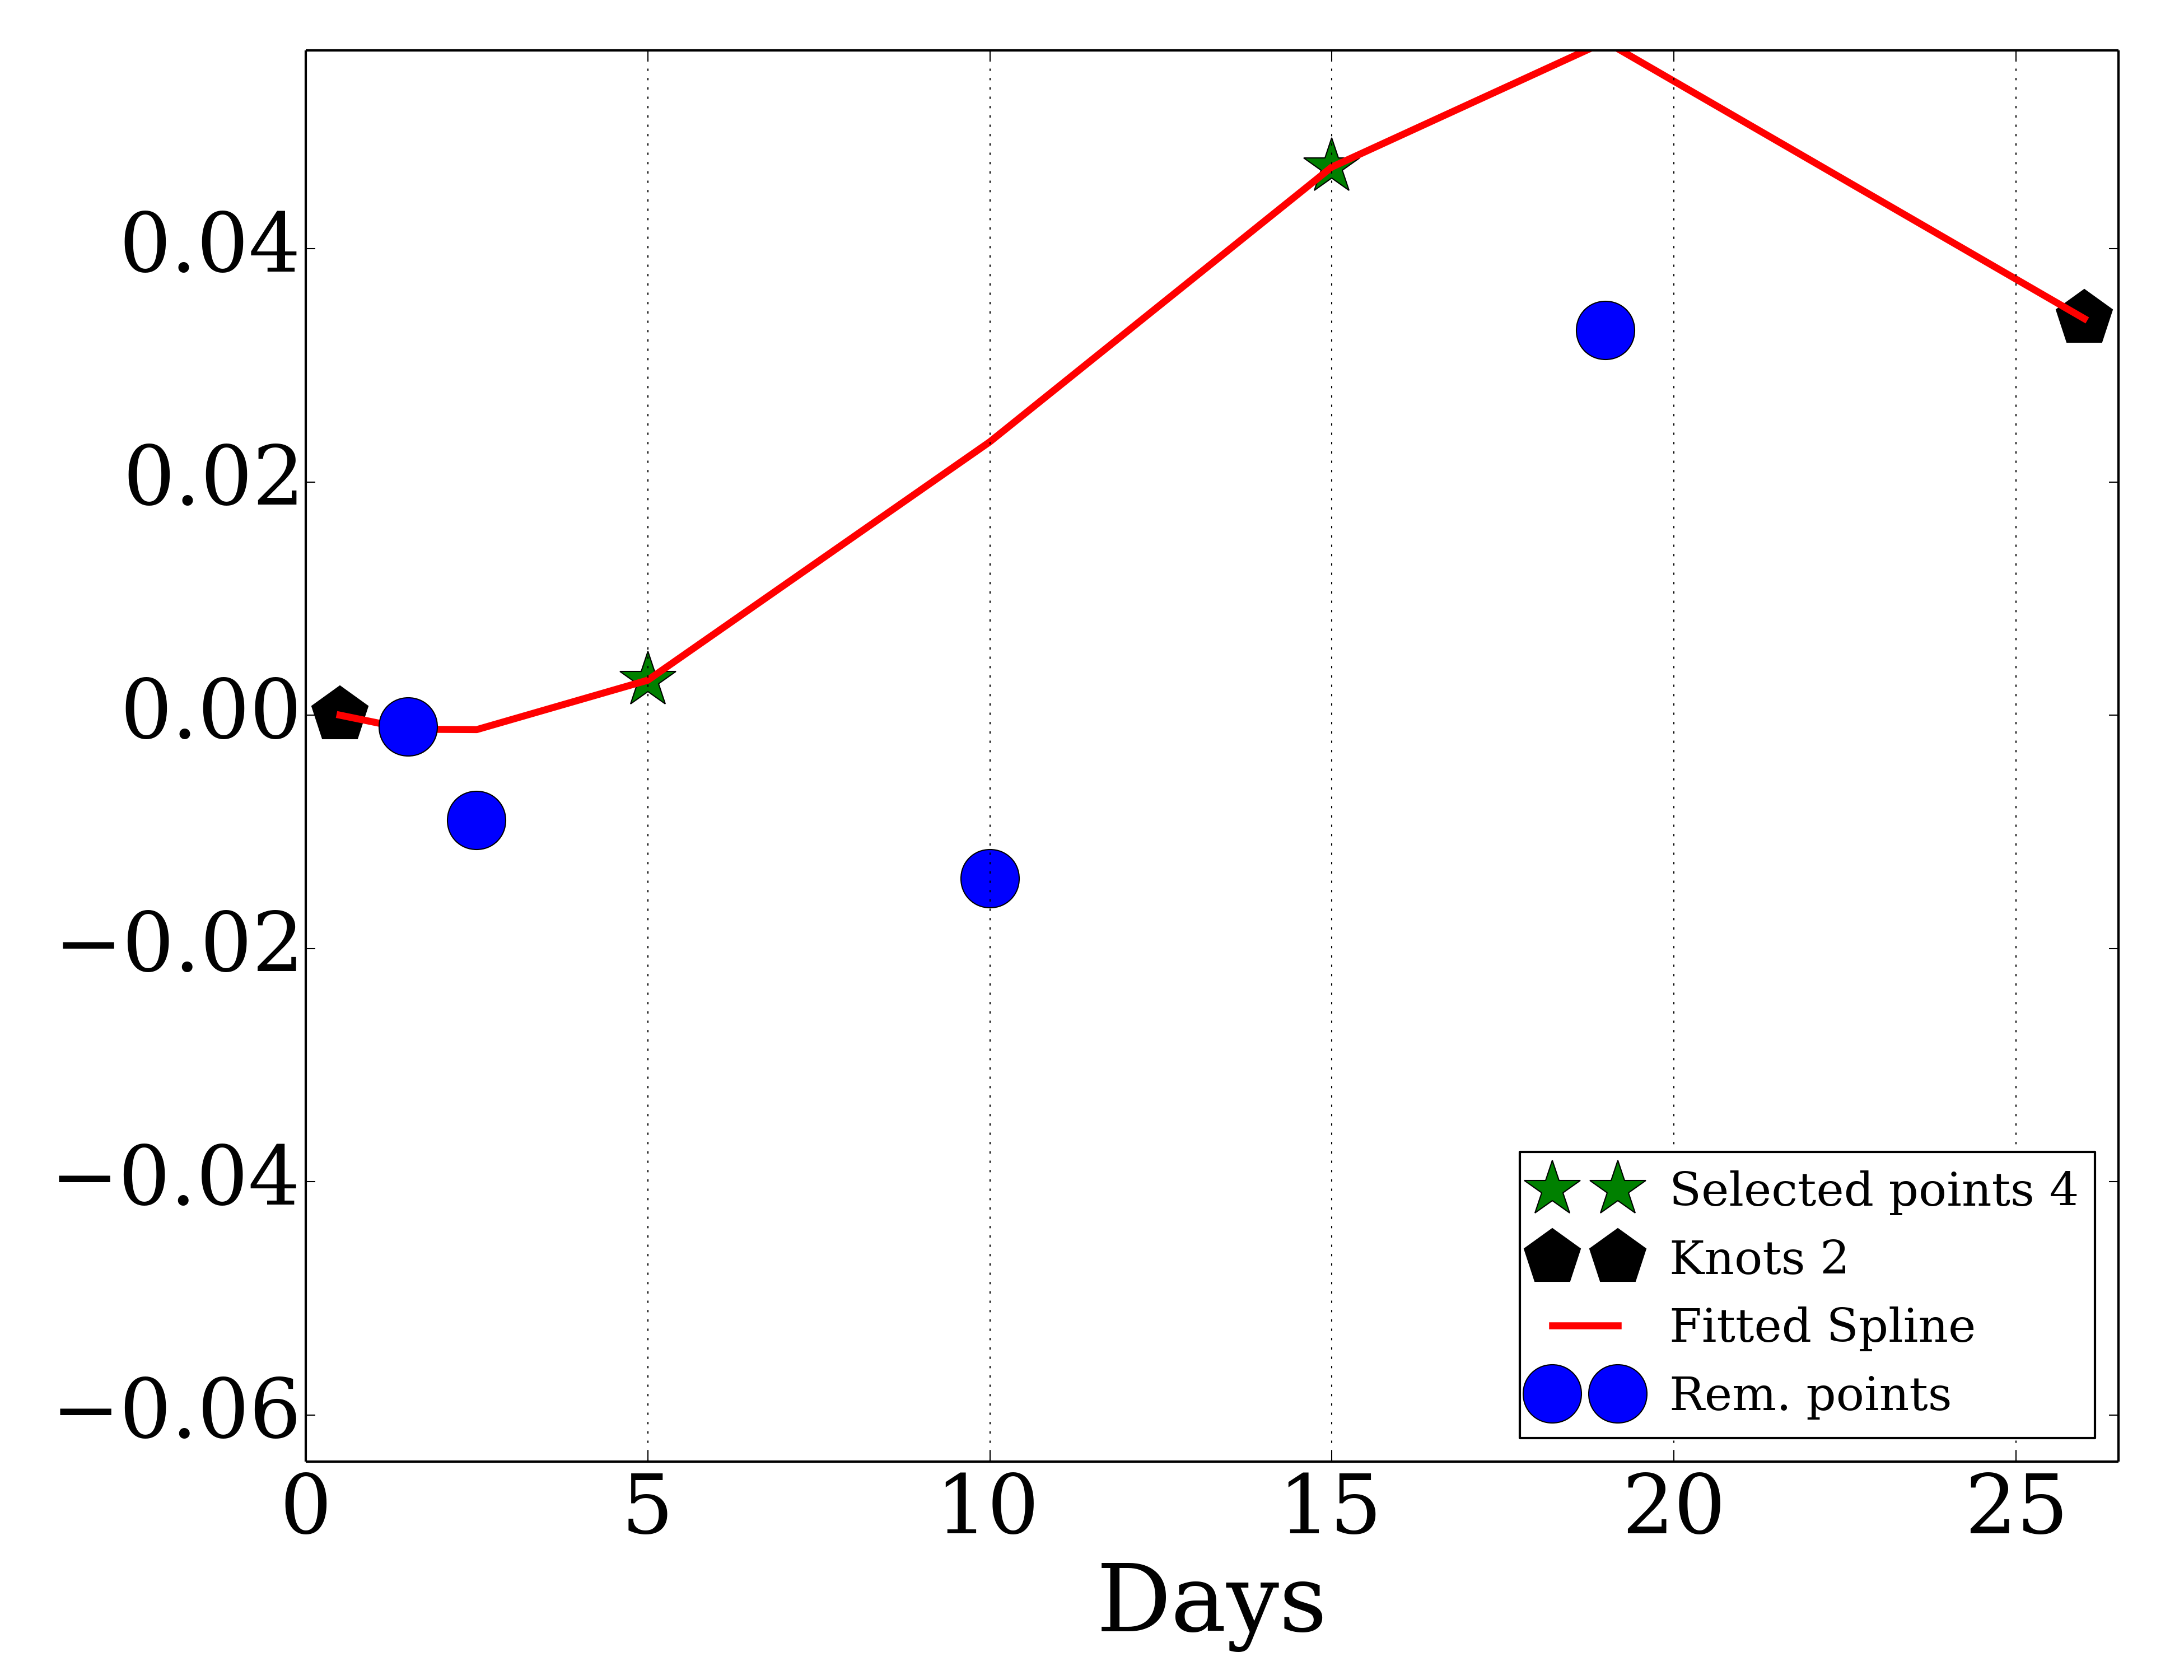 0.04
0.02
0.00
−0.02
−0.04
−0.06
0 5 10 15 20 25
Days
Selected points 4
Knots 2
Fitted Spline
Rem. points